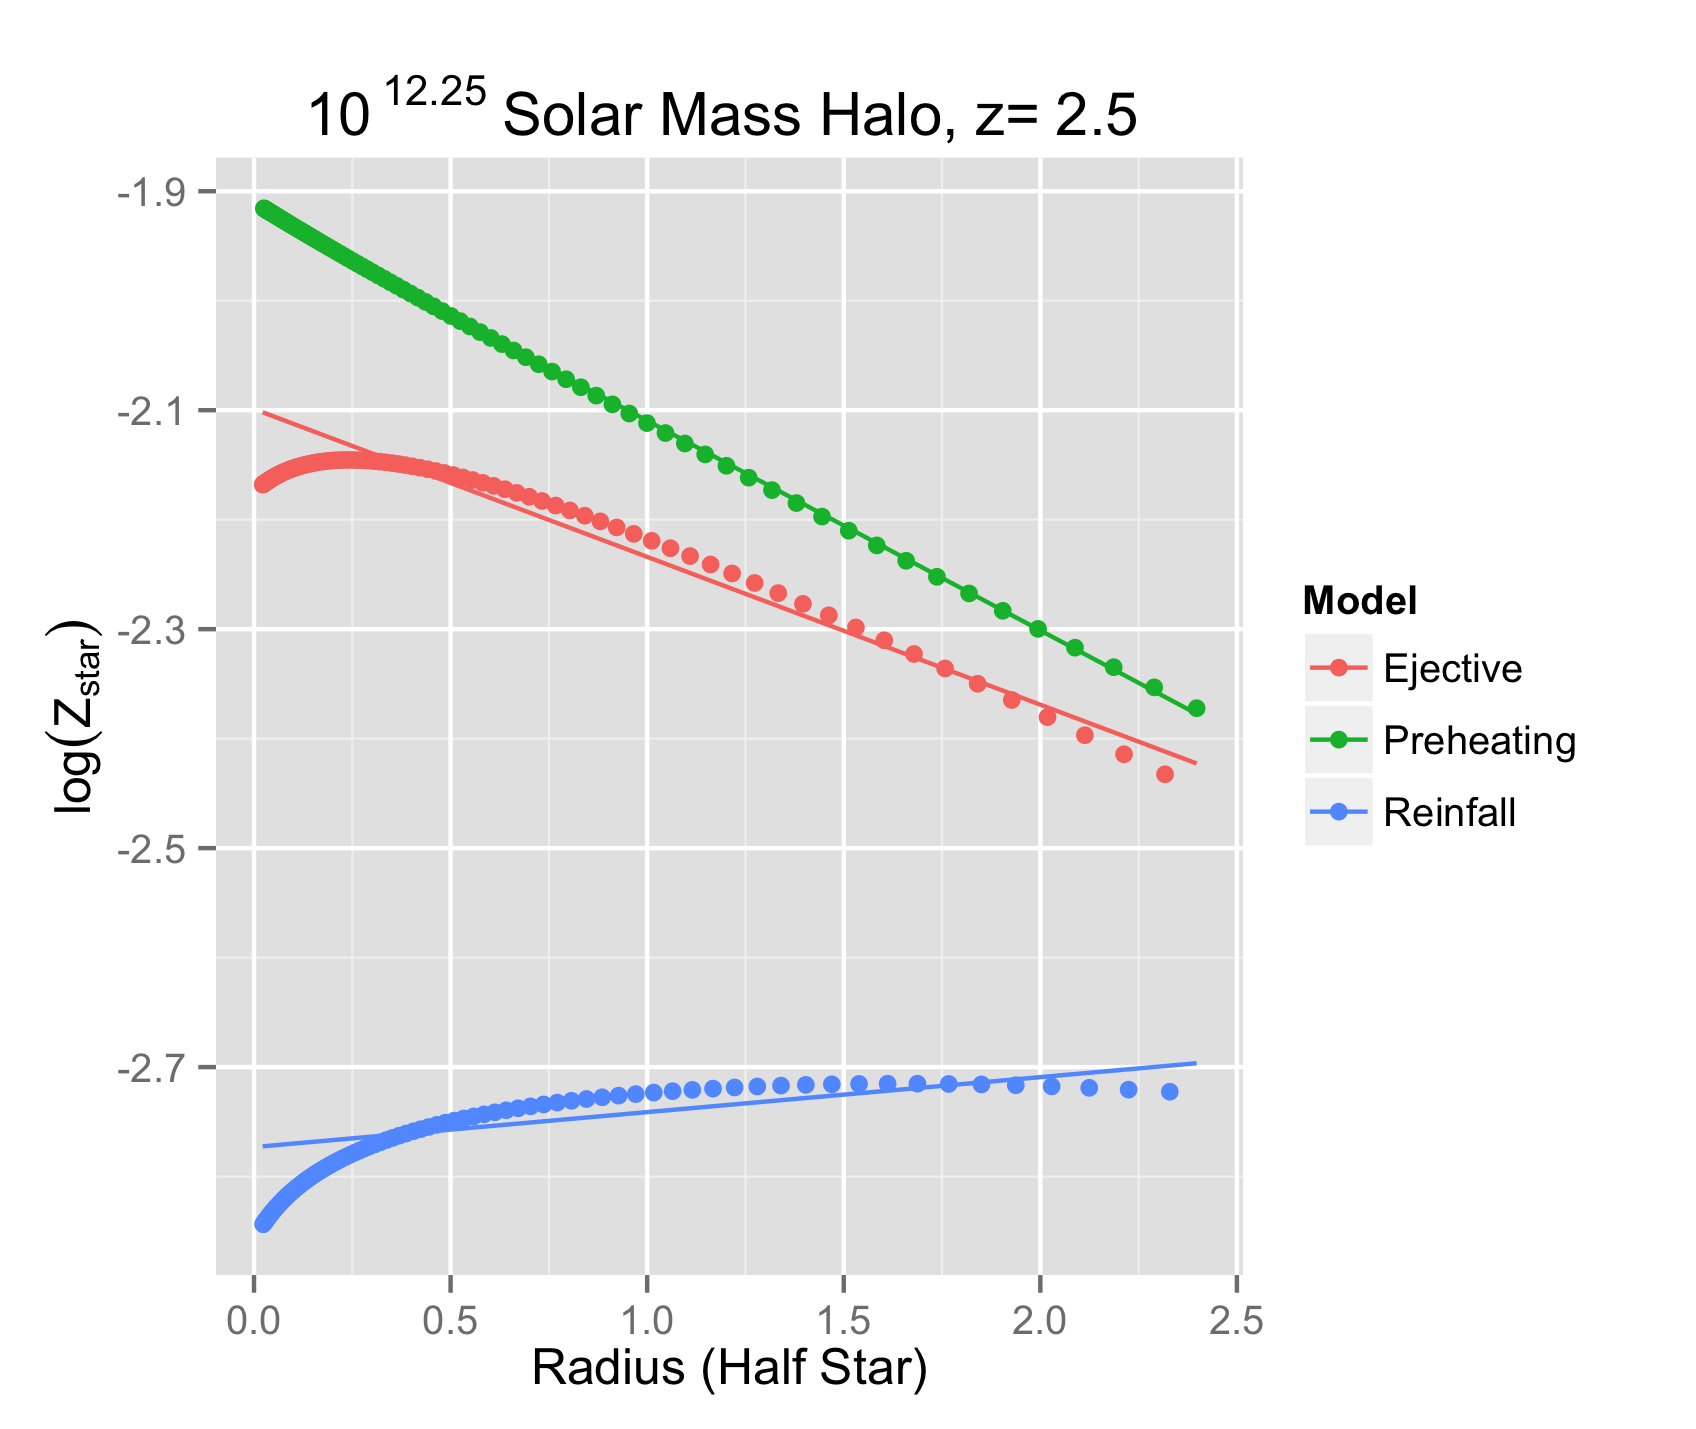 10 12.25 Solar Mass Halo, z= 2.5
-1.9
-2.1
-2.3
-2.5
-2.7
log(Zstar)
0.0 0.5 1.0 1.5 2.0 2.5
Radius (Half Star)
Model
Ejective
Preheating
Reinfall